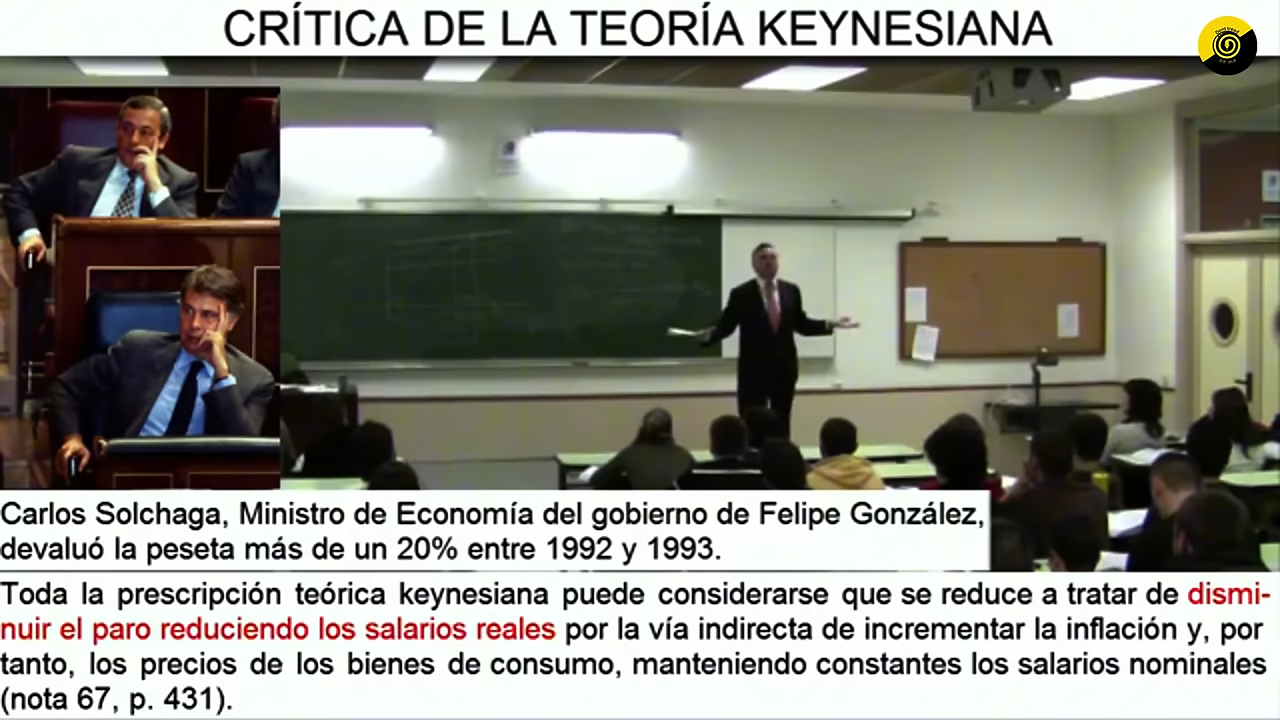 CRÍTICA DE LA TEORÍA KEYNESIANA
Carlos Solchaga, Ministro de Economía del gobierno de Felipe González,
devaluó la peseta más de un 20% entre 1992 y 1993.
Toda la prescripción teórica keynesiana puede considerarse que se reduce a tratar de dismi-
nuir el paro reduciendo los salarios reales por la vía indirecta de incrementar la inflación y, por
tanto, los precios de los bienes de consumo, manteniendo constantes los salarios nominales
(nota 67, p. 431).